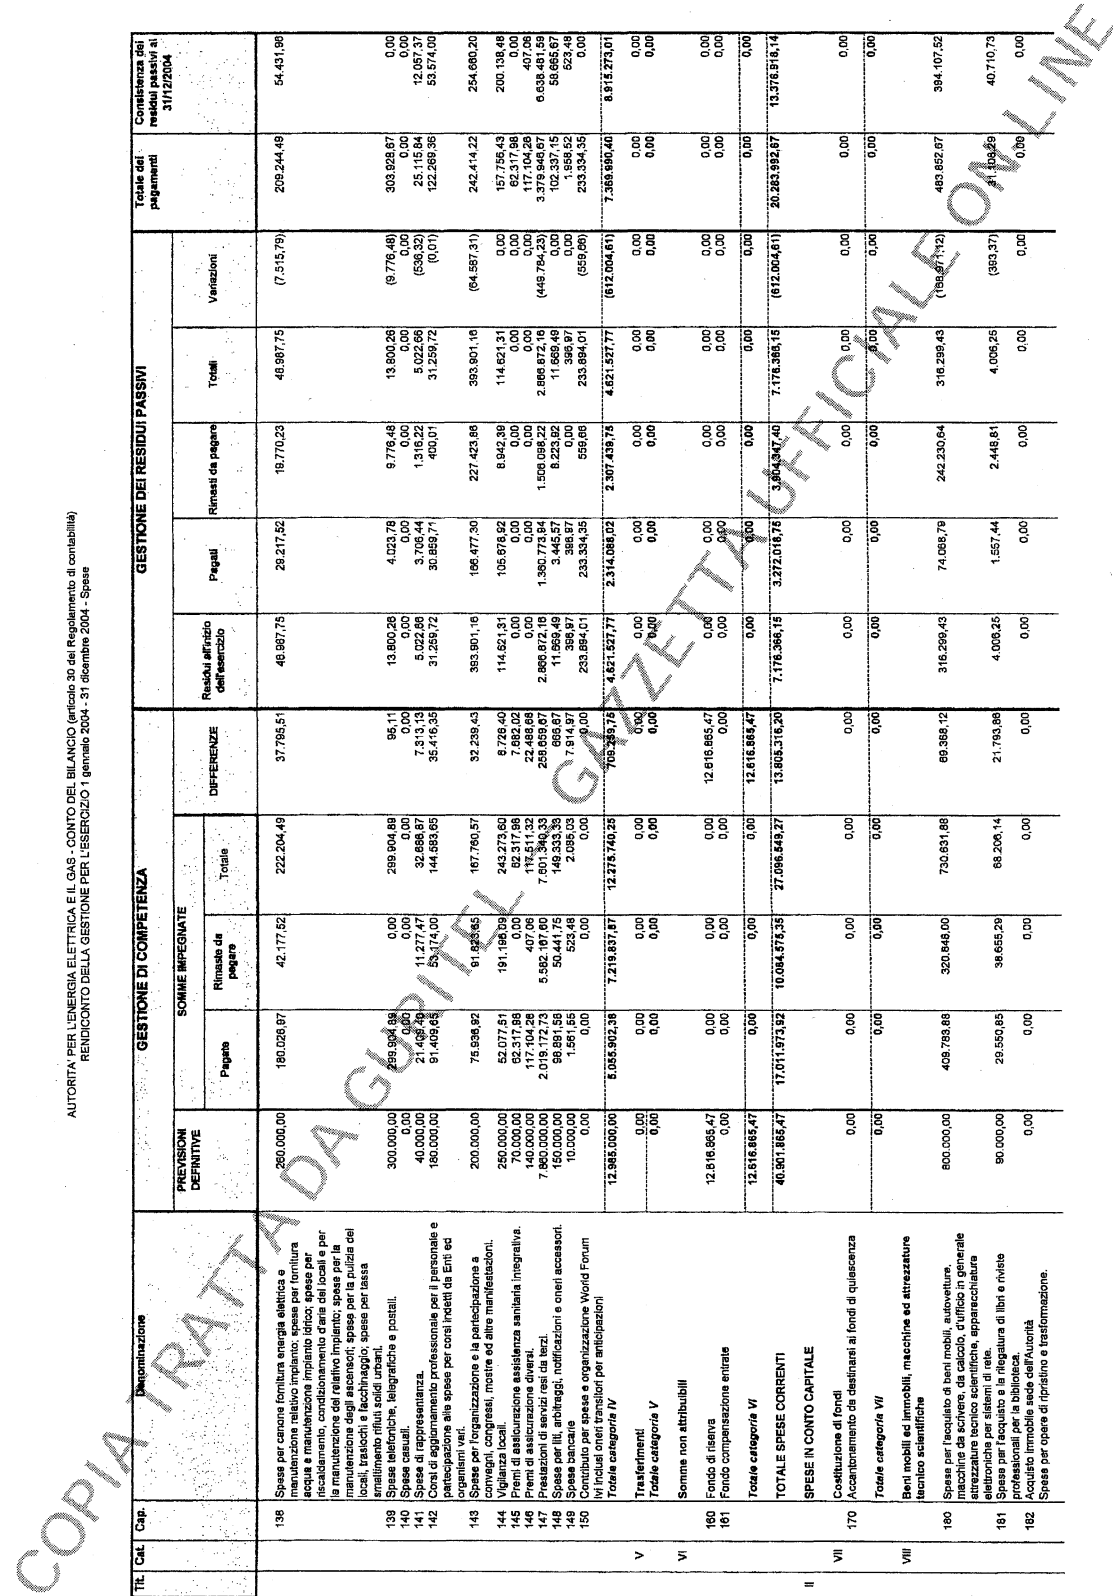 AUTORITA' PER L'ENERGIA ELETTRICA E IL GAS - CONTO DEL BILANCIO (articolo 30 del Regolamento di contabilità)
RENDICONTO DELLA GESTIONE PER L'ESERCIZIO 1 gennaio 2004 - 31 dicembre 2004 - Spese
COPIA TRATTA DA GURITEL - GAZZETTA UFFICIALE ON LINE
Tit. Cat. Cap. Denominazione PREVISIONI DEFINITIVE GESTIONE DI COMPETENZA GESTIONE DEI RESIDUI PASSIVI Totale dei pagamenti Consistenza dei residui passivi al 31/12/2004
SOMME IMPEGNATE DIFFERENZE Residui all'inizio dell'esercizio Pagati Rimasti da pagare Totali Variazioni
Pagate Rimaste da pagare Totale
138 Spese per canone fornitura energia elettrica e 260.000,00 180.026,97 42.177,52 222.204,49 37.795,51 48.987,75 29.217,52 19.770,23 48.987,75 (7.515,79) 209.244,49 54.431,96
manutenzione relativo impianto; spese per fornitura
acqua e manutenzione impianto idrico; spese per
riscaldamento, condizionamento d'aria dei locali e per
la manutenzione del relativo impianto; spese per la
manutenzione degli ascensori; spese per la pulizia dei
locali, traslochi e facchinaggio; spese per tassa
smaltimento rifiuti solidi urbani.
139 Spese telefoniche, telegrafiche e postali. 300.000,00 299.904,89 0,00 299.904,89 95,11 13.800,26 4.023,78 9.776,48 13.800,26 (9.776,48) 303.928,67 0,00
140 Spese casuali. 0,00 0,00 0,00 0,00 0,00 0,00 0,00 0,00 0,00 0,00 0,00 0,00
141 Spese di rappresentanza. 40.000,00 21.409,40 11.277,47 32.686,87 7.313,13 5.022,66 3.706,44 1.316,22 5.022,66 (536,32) 25.115,84 12.057,37
142 Corsi di aggiornamento professionale per il personale e 180.000,00 91.409,65 53.174,00 144.583,65 35.416,35 31.259,72 30.859,71 400,01 31.259,72 (0,01) 122.269,36 53.574,00
partecipazione alle spese per corsi indetti da Enti ed
organismi vari.
143 Spese per l'organizzazione e la partecipazione a 200.000,00 75.936,92 91.823,65 167.760,57 32.239,43 393.901,16 166.477,30 227.423,86 393.901,16 (64.587,31) 242.414,22 254.660,20
convegni, congressi, mostre ed altre manifestazioni.
144 Vigilanza locali. 250.000,00 52.077,51 191.196,09 243.273,60 6.726,40 114.621,31 105.678,92 8.942,39 114.621,31 0,00 157.756,43 200.138,48
145 Premi di assicurazione assistenza sanitaria integrativa. 70.000,00 62.317,98 0,00 62.317,98 7.682,02 0,00 0,00 0,00 0,00 0,00 62.317,98 0,00
146 Premi di assicurazione diversi. 140.000,00 117.104,26 407,06 117.511,32 22.488,68 0,00 0,00 0,00 0,00 0,00 117.104,26 407,06
147 Prestazioni di servizi resi da terzi. 7.860.000,00 2.019.172,73 5.582.167,60 7.601.340,33 258.659,67 2.866.872,16 1.360.773,94 1.506.098,22 2.866.872,16 (449.784,23) 3.379.946,67 6.638.481,59
148 Spese per liti, arbitraggi, notificazioni e oneri accessori. 150.000,00 98.891,58 50.441,75 149.333,33 666,67 11.669,49 3.445,57 8.223,92 11.669,49 0,00 102.337,15 58.665,67
149 Spese bancarie 10.000,00 1.561,55 523,48 2.085,03 7.914,97 396,97 396,97 0,00 396,97 0,00 1.958,52 523,48
150 Contributo per spese e organizzazione World Forum 0,00 0,00 0,00 0,00 0,00 233.894,01 233.334,35 559,66 233.894,01 (559,66) 233.334,35 0,00
ivi inclusi oneri transitori per anticipazioni
Totale categoria IV 12.985.000,00 5.055.902,38 7.219.837,87 12.275.740,25 709.259,75 4.621.527,77 2.314.088,02 2.307.439,75 4.621.527,77 (612.004,61) 7.369.990,40 8.915.273,01
V Trasferimenti 0,00 0,00 0,00 0,00 0,00 0,00 0,00 0,00 0,00 0,00 0,00 0,00
Totale categoria V 0,00 0,00 0,00 0,00 0,00 0,00 0,00 0,00 0,00 0,00 0,00 0,00
VI Somme non attribuibili
160 Fondo di riserva 12.616.865,47 0,00 0,00 0,00 12.616.865,47 0,00 0,00 0,00 0,00 0,00 0,00 0,00
161 Fondo compensazione entrate 0,00 0,00 0,00 0,00 0,00 0,00 0,00 0,00 0,00 0,00 0,00
Totale categoria VI 12.616.865,47 0,00 0,00 0,00 12.616.865,47 0,00 0,00 0,00 0,00 0,00 0,00 0,00
TOTALE SPESE CORRENTI 40.901.865,47 17.011.973,92 10.084.575,35 27.096.549,27 13.805.316,20 7.176.366,15 3.272.018,75 3.904.347,40 7.176.366,15 (612.004,61) 20.283.992,67 13.376.918,14
II SPESE IN CONTO CAPITALE
VII Costituzione di fondi
170 Accantonamento da destinarsi ai fondi di quiescenza 0,00 0,00 0,00 0,00 0,00 0,00 0,00 0,00 0,00 0,00 0,00 0,00
Totale categoria VII 0,00 0,00 0,00 0,00 0,00 0,00 0,00 0,00 0,00 0,00 0,00 0,00
VIII Beni mobili ed immobili, macchine ed attrezzature
tecnico scientifiche
180 Spese per l'acquisto di beni mobili, autovetture, 800.000,00 409.783,88 320.848,00 730.631,88 69.368,12 316.299,43 74.068,79 242.230,64 316.299,43 (168.971,12) 483.852,67 394.107,52
macchine da scrivere, da calcolo, d'ufficio in generale
attrezzature tecnico scientifiche, apparecchiature
elettroniche per sistemi di rete.
181 Spese per l'acquisto e la rilegatura di libri e riviste 90.000,00 29.550,85 38.655,29 68.206,14 21.793,86 4.006,25 1.557,44 2.448,81 4.006,25 (393,37) 31.108,29 40.710,73
professionali per la biblioteca.
182 Acquisto immobile sede dell'Autorità 0,00 0,00 0,00 0,00 0,00 0,00 0,00 0,00 0,00 0,00 0,00 0,00
Spese per opere di ripristino e trasformazione.